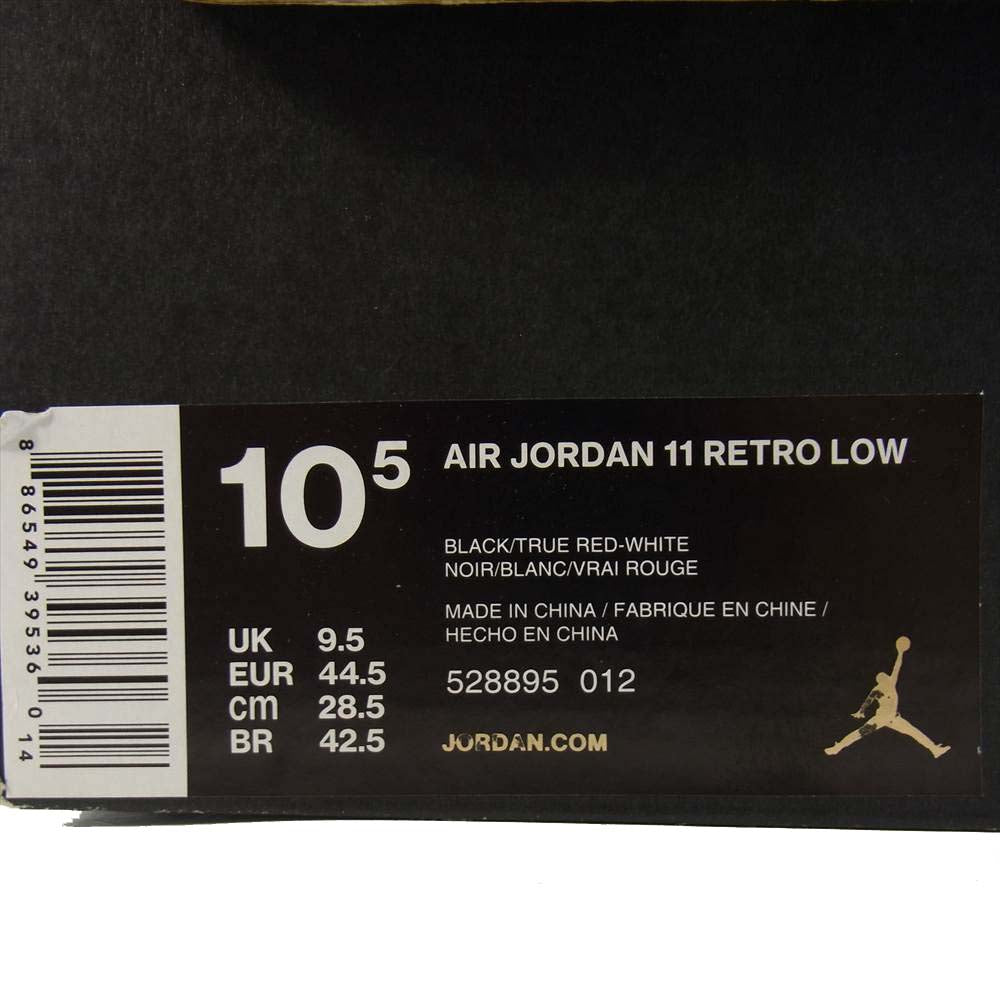 8 86549 39536 0 14
10⁵
AIR JORDAN 11 RETRO LOW
BLACK/TRUE RED-WHITE
NOIR/BLANC/VRAI ROUGE
MADE IN CHINA / FABRIQUE EN CHINE /
HECHO EN CHINA
528895 012
JORDAN.COM
UK 9.5
EUR 44.5
cm 28.5
BR 42.5